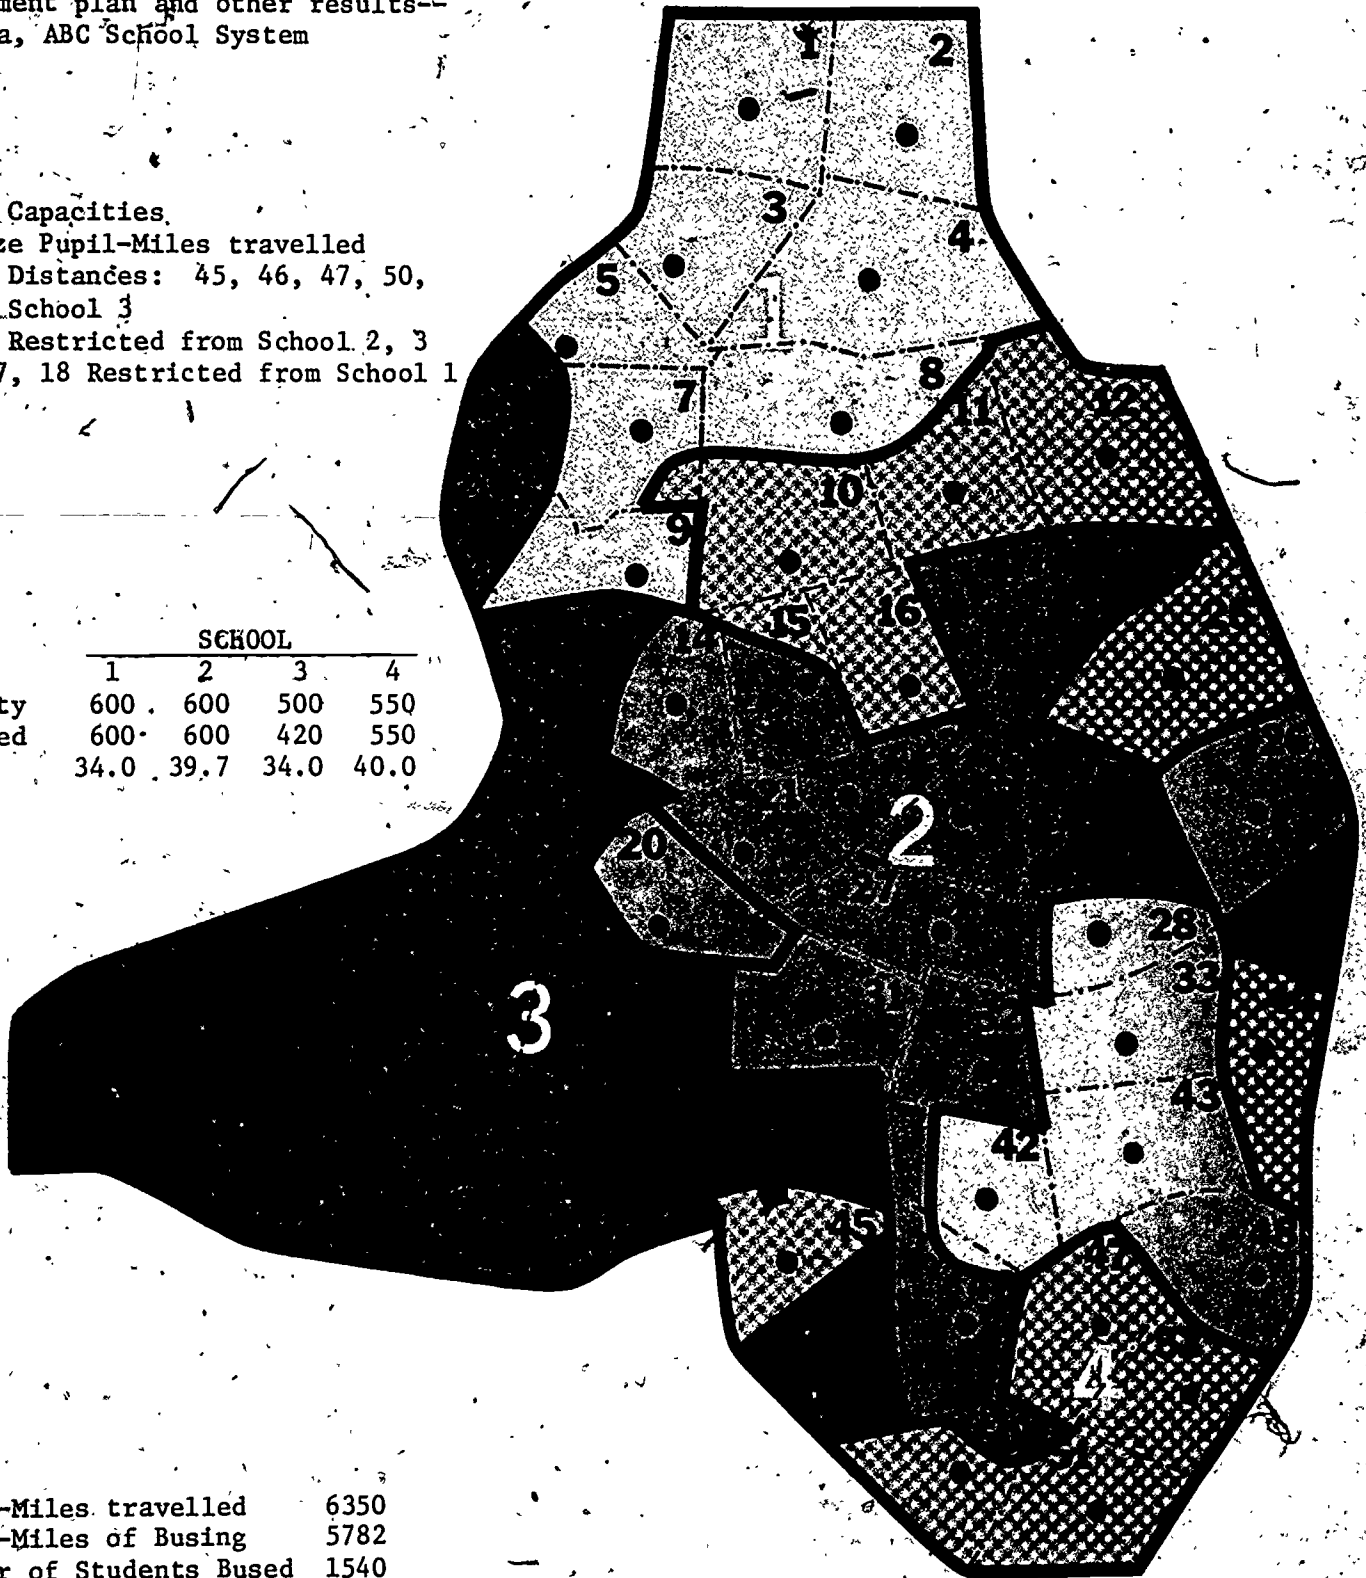 ment plan and other results--
a, ABC School System
Capacities
ze Pupil-Miles travelled
Distances: 45, 46, 47, 50,
School 3
Restricted from School 2, 3
7, 18 Restricted from School 1
SCHOOL
1 2 3 4
ty 600 600 500 550
ed 600 600 420 550
34.0 39.7 34.0 40.0
-Miles travelled 6350
-Miles of Busing 5782
r of Students Bused 1540
1
2
3
4
5
1
7
8
11
12
10
9
15
16
14
2
20
28
33
3
43
42
45
47
4